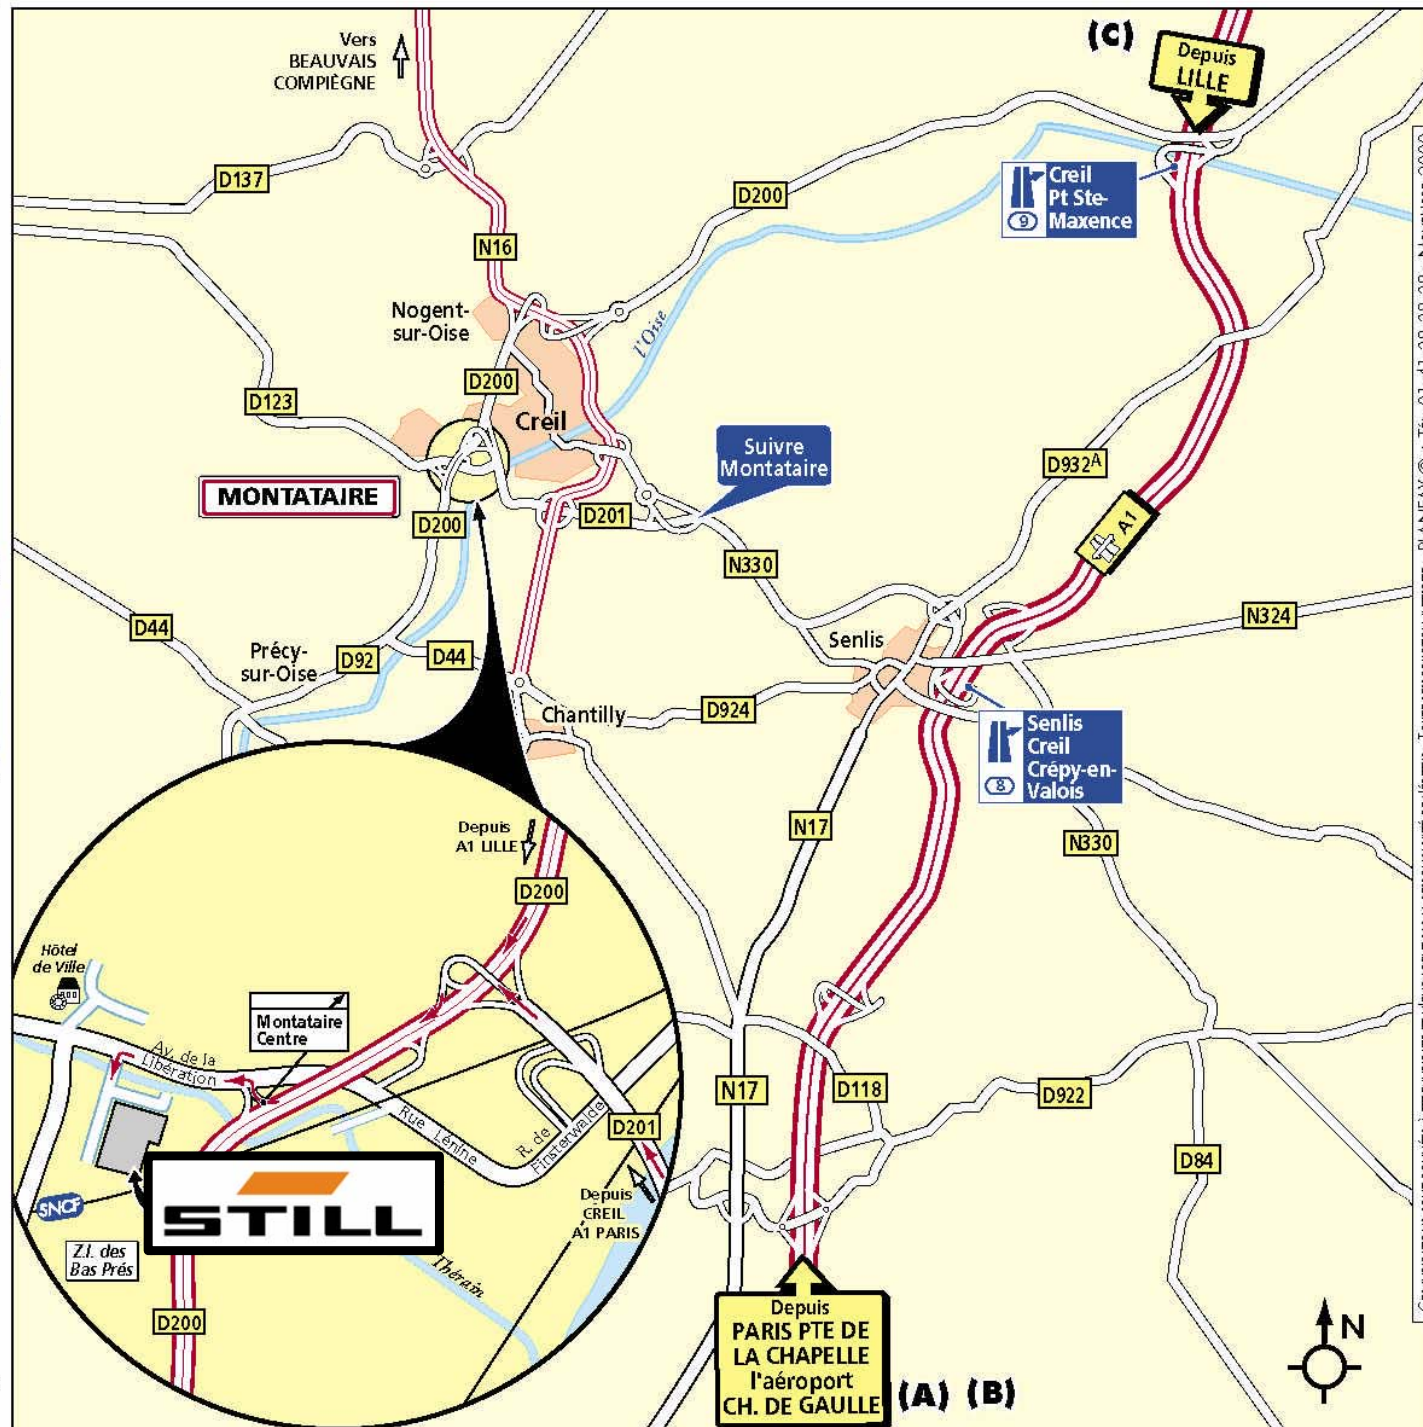 (C)
Depuis
LILLE
Vers
BEAUVAIS
COMPIÈGNE
D137
N16
D200
Creil
Pt Ste-
Maxence
9
Nogent-
sur-Oise
l'Oise
D200
D123
Creil
Suivre
Montataire
D932A
MONTATAIRE
D200
D201
A1
N330
N324
D44
Senlis
Précy-
sur-Oise
D92
D44
Chantilly
D924
Senlis
Creil
Crépy-en-
Valois
8
N17
N330
Depuis
A1 LILLE
D200
Hôtel
de Ville
Montataire
Centre
Av. de la
Libération
Rue Lénine
R. de
Finsterwalde
D201
N17
D118
D922
D84
Depuis
CREIL
A1 PARIS
SNCF
STILL
Z.I. des
Bas Prés
Thérain
D200
Depuis
PARIS PTE DE
LA CHAPELLE
l'aéroport
CH. DE GAULLE
(A) (B)
N